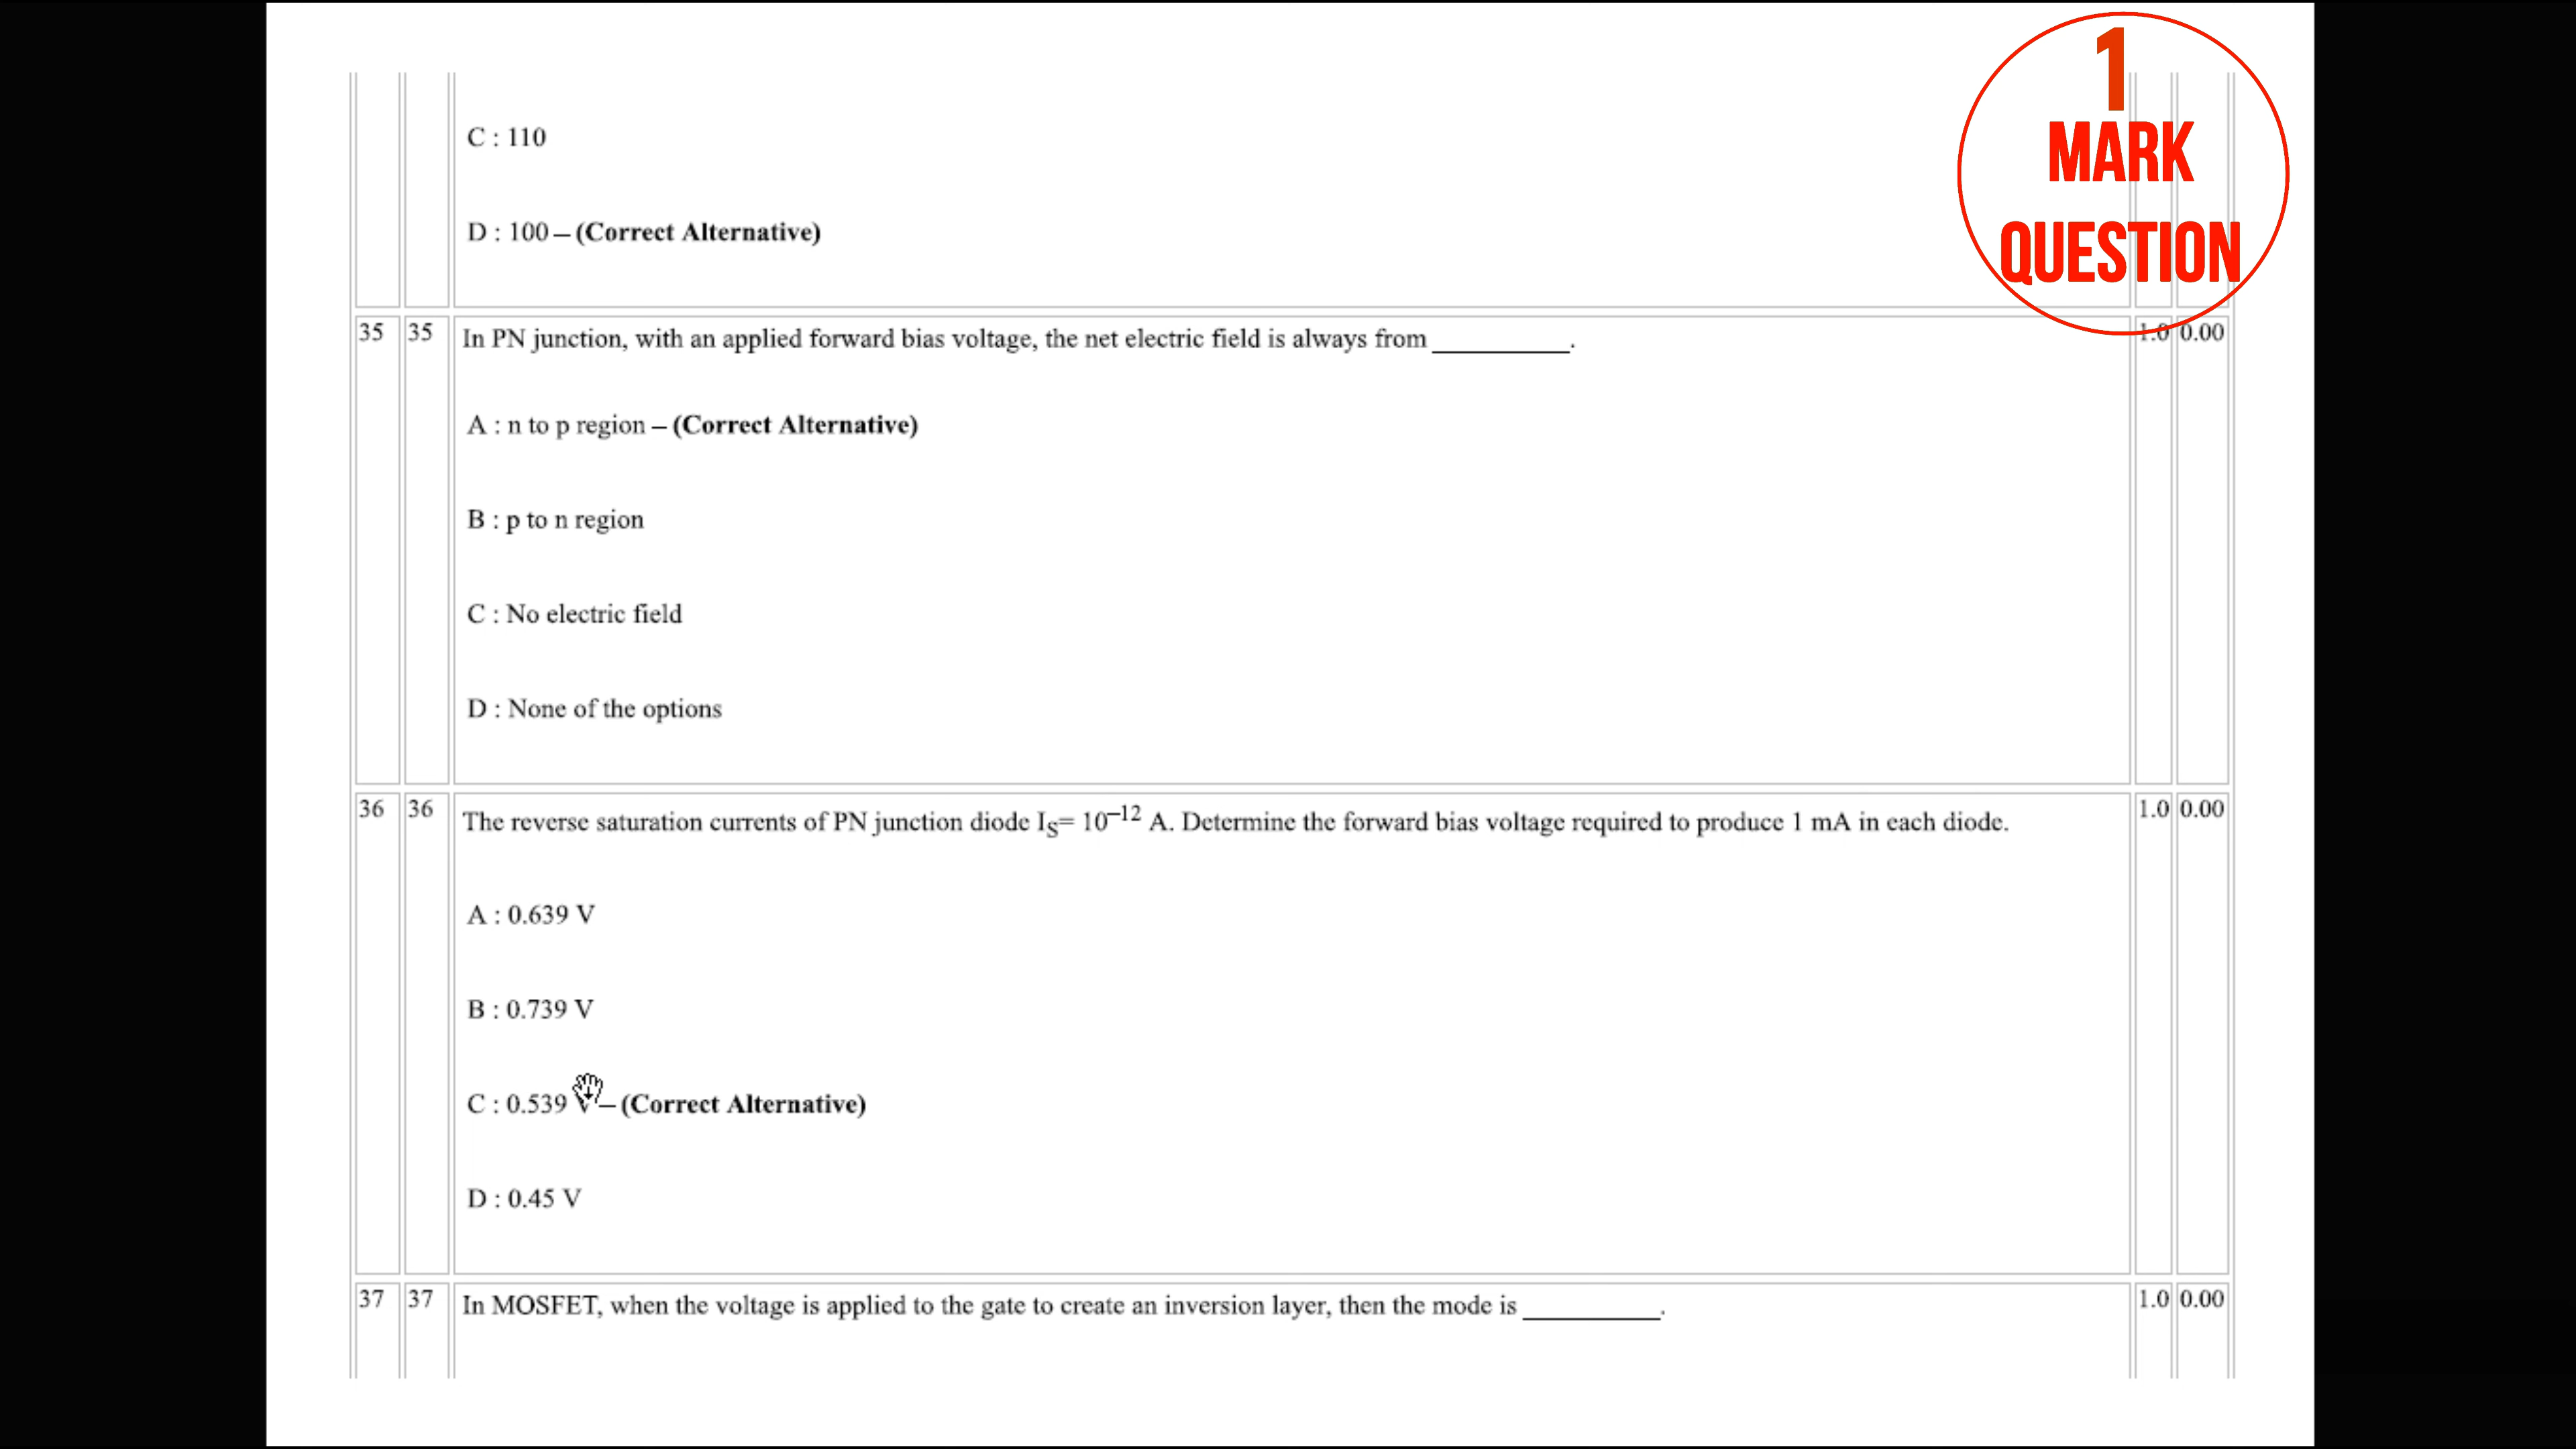 1
MARK
QUESTION
C : 110
D : 100 – (Correct Alternative)
35 35 In PN junction, with an applied forward bias voltage, the net electric field is always from __________. 1.0 0.00
A : n to p region – (Correct Alternative)
B : p to n region
C : No electric field
D : None of the options
36 36 The reverse saturation currents of PN junction diode I_S= 10⁻¹² A. Determine the forward bias voltage required to produce 1 mA in each diode. 1.0 0.00
A : 0.639 V
B : 0.739 V
C : 0.539 V – (Correct Alternative)
D : 0.45 V
37 37 In MOSFET, when the voltage is applied to the gate to create an inversion layer, then the mode is __________. 1.0 0.00